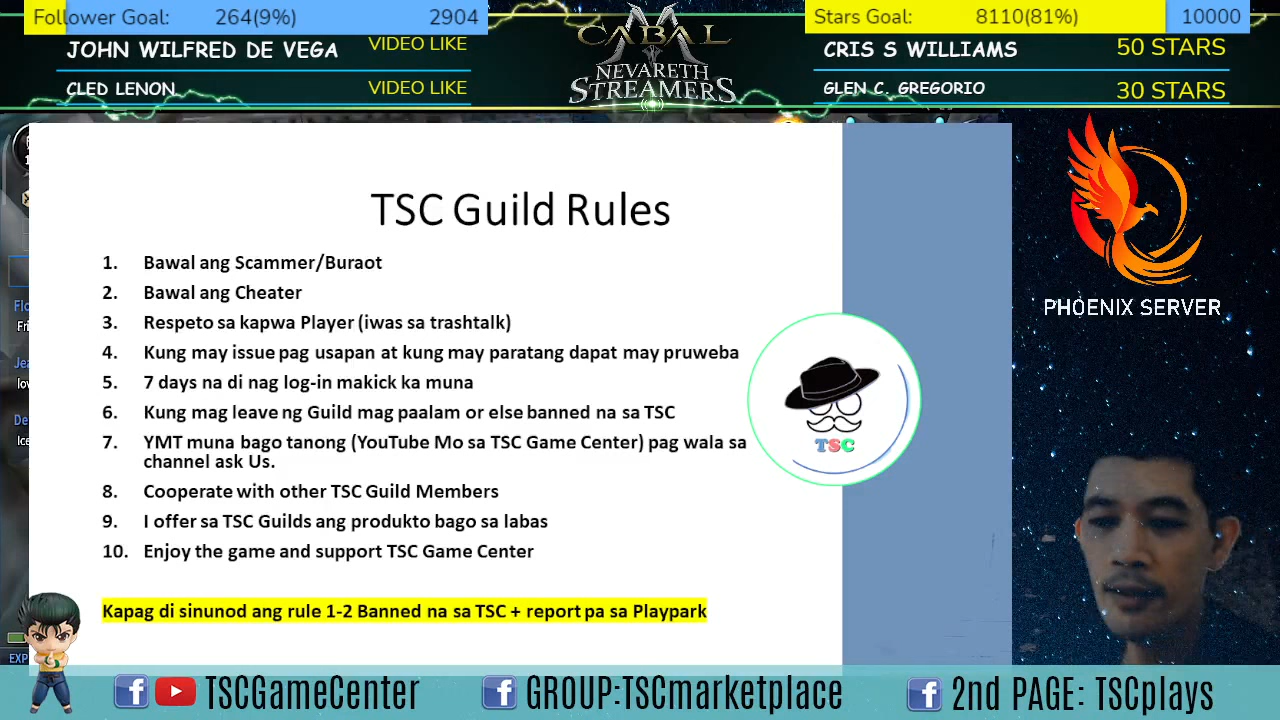 Follower Goal: 264(9%) 2904
Stars Goal: 8110(81%) 10000
JOHN WILFRED DE VEGA VIDEO LIKE
CLED LENON VIDEO LIKE
CABAL
NEVARETH
STREAMERS
CRIS S WILLIAMS 50 STARS
GLEN C. GREGORIO 30 STARS
TSC Guild Rules
1. Bawal ang Scammer/Buraot
2. Bawal ang Cheater
3. Respeto sa kapwa Player (iwas sa trashtalk)
4. Kung may issue pag usapan at kung may paratang dapat may pruweba
5. 7 days na di nag log-in makick ka muna
6. Kung mag leave ng Guild mag paalam or else banned na sa TSC
7. YMT muna bago tanong (YouTube Mo sa TSC Game Center) pag wala sa
channel ask Us.
8. Cooperate with other TSC Guild Members
9. I offer sa TSC Guilds ang produkto bago sa labas
10. Enjoy the game and support TSC Game Center
Kapag di sinunod ang rule 1-2 Banned na sa TSC + report pa sa Playpark
TSC
PHOENIX SERVER
EXP
TSCGameCenter
GROUP:TSCmarketplace
2nd PAGE: TSCplays